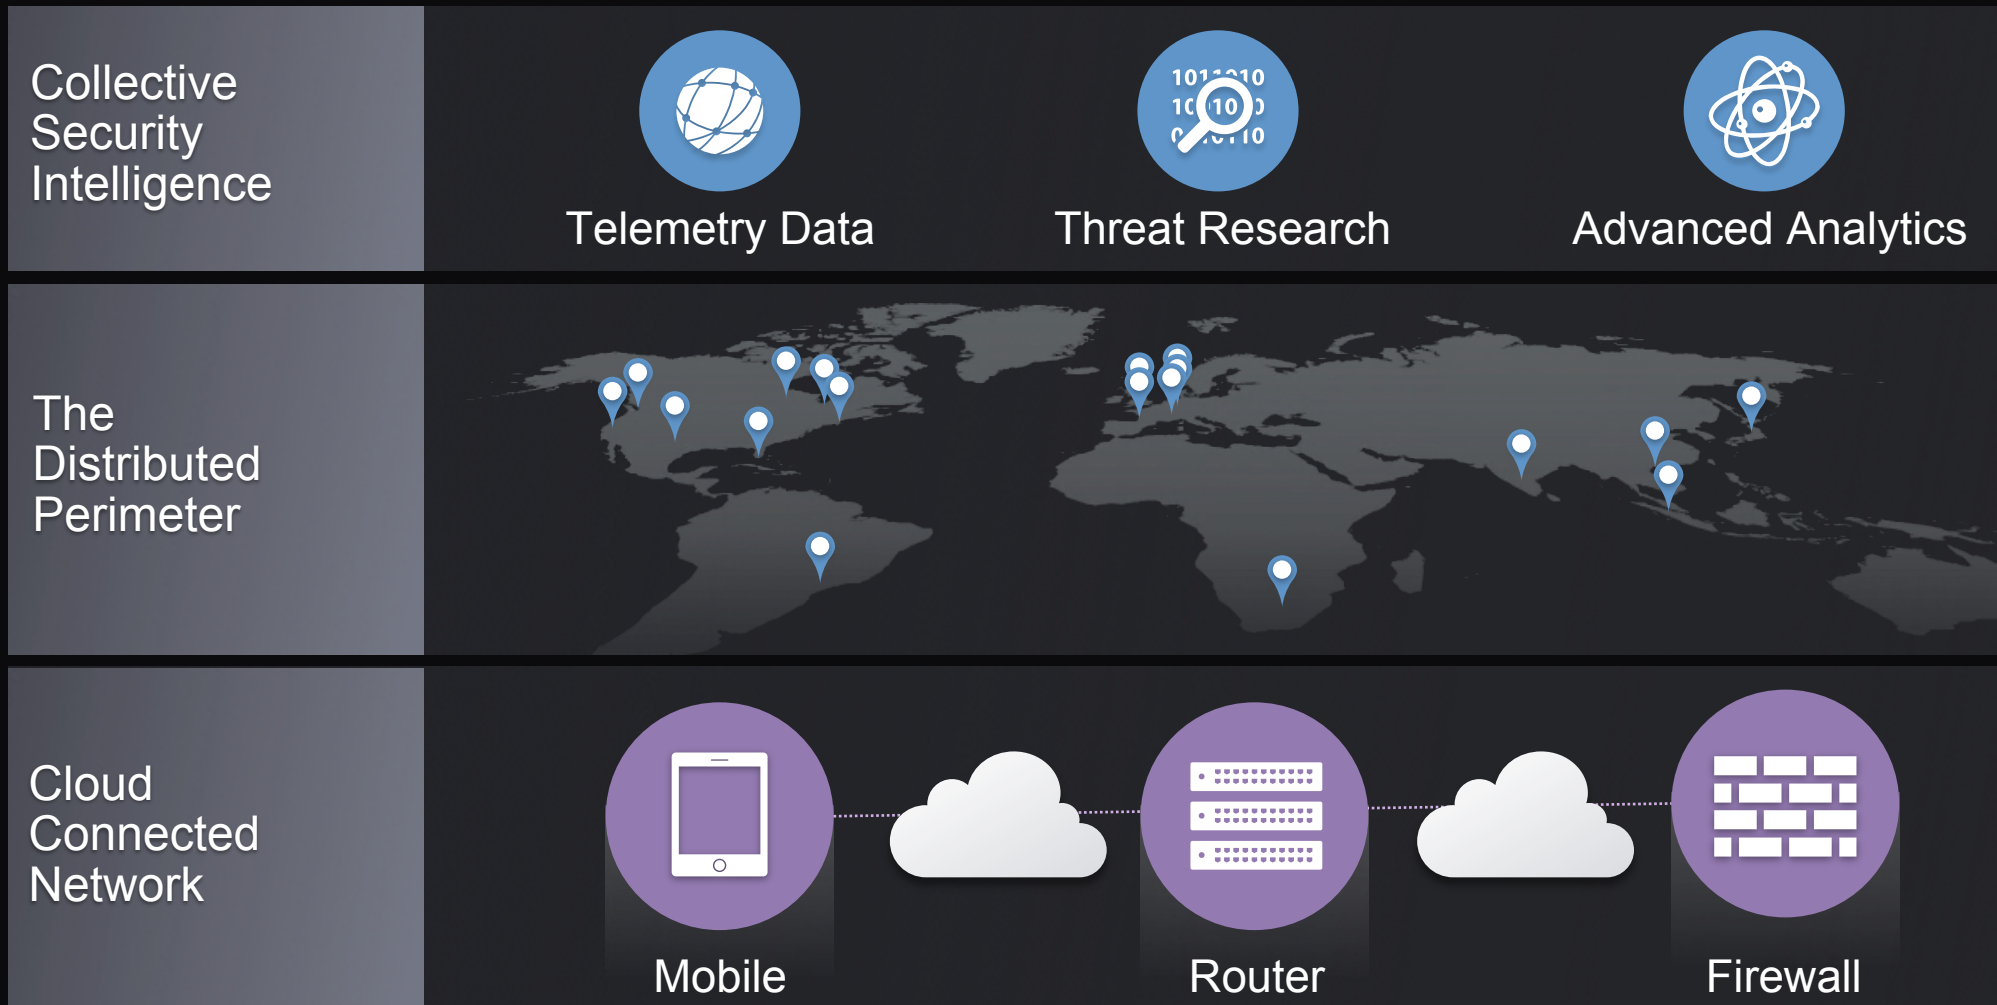 Collective
Security
Intelligence
Telemetry Data
Threat Research
Advanced Analytics
The
Distributed
Perimeter
Cloud
Connected
Network
Mobile
Router
Firewall